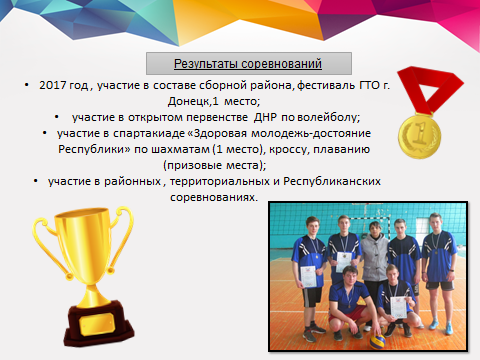 Результаты соревнований
• 2017 год , участие в составе сборной района, фестиваль ГТО г.
Донецк,1 место;
• участие в открытом первенстве ДНР по волейболу;
• участие в спартакиаде «Здоровая молодежь-достояние
Республики» по шахматам (1 место), кроссу, плаванию
(призовые места);
• участие в районных , территориальных и Республиканских
соревнованиях.
1